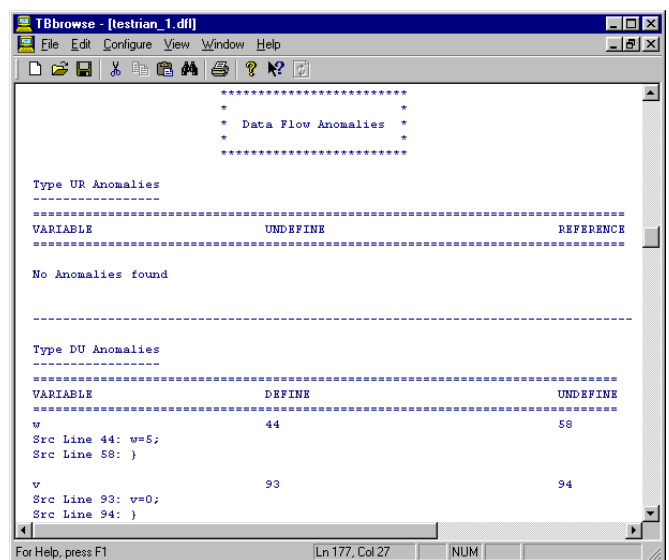 TBbrowse - [testrian_1.dfl]
File Edit Configure View Window Help
**************************
* *
* Data Flow Anomalies *
* *
**************************
Type UR Anomalies
-----------------
===============================================================================
VARIABLE UNDEFINE REFERENCE
===============================================================================
No Anomalies found
--------------------------------------------------------------------------------
Type DU Anomalies
-----------------
==============================================================================
VARIABLE DEFINE UNDEFINE
==============================================================================
w 44 58
Src Line 44: w=5;
Src Line 58: }
v 93 94
Src Line 93: v=0;
Src Line 94: }
For Help, press F1 Ln 177, Col 27 NUM